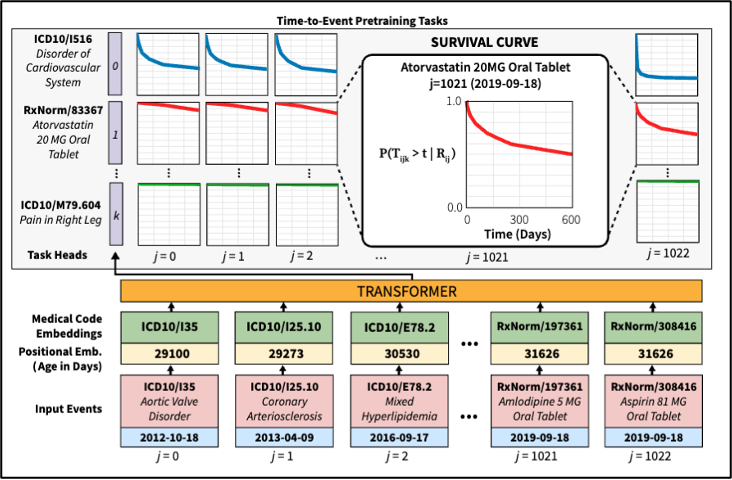 Time-to-Event Pretraining Tasks
ICD10/I516
Disorder of
Cardiovascular
System
0
RxNorm/83367
Atorvastatin
20 MG Oral
Tablet
1
ICD10/M79.604
Pain in Right Leg
k
SURVIVAL CURVE
Atorvastatin 20MG Oral Tablet
j=1021 (2019-09-18)
1.0
P(Tijk > t | Rij)
0.0
0 300 600
Time (Days)
Task Heads
j = 0 j = 1 j = 2 ... j = 1021 j = 1022
TRANSFORMER
Medical Code
Embeddings
ICD10/I35 ICD10/I25.10 ICD10/E78.2 ... RxNorm/197361 RxNorm/308416
Positional Emb.
(Age in Days)
29100 29273 30530 31626 31626
Input Events
ICD10/I35
Aortic Valve
Disorder
2012-10-18
j = 0
ICD10/I25.10
Coronary
Arteriosclerosis
2013-04-09
j = 1
ICD10/E78.2
Mixed
Hyperlipidemia
2016-09-17
j = 2
...
RxNorm/197361
Amlodipine 5 MG
Oral Tablet
2019-09-18
j = 1021
RxNorm/308416
Aspirin 81 MG
Oral Tablet
2019-09-18
j = 1022